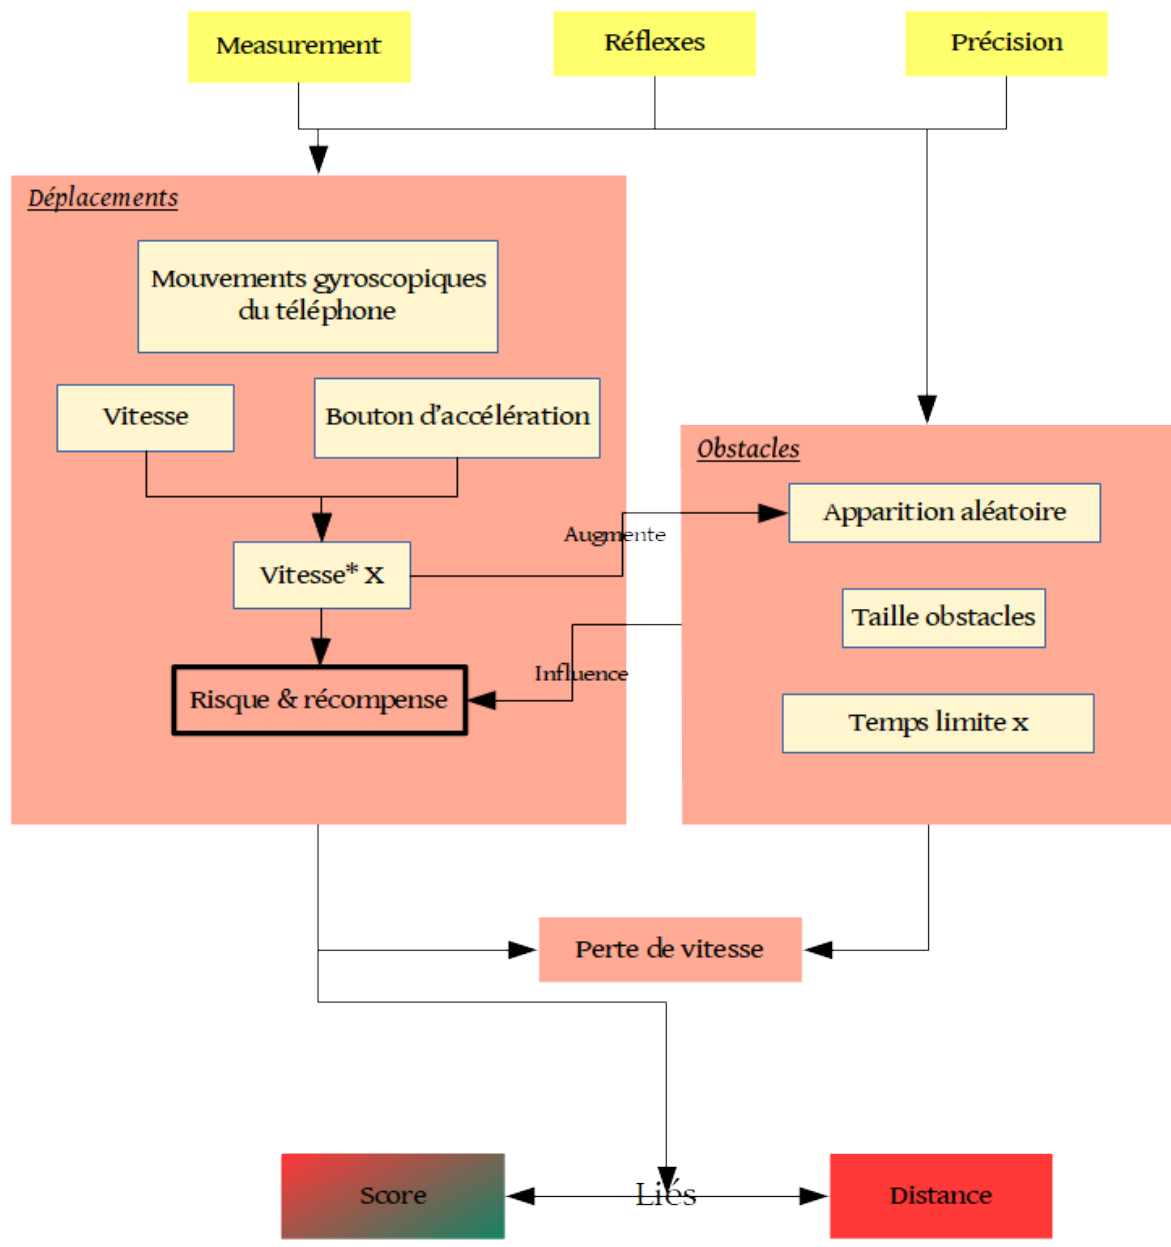 Measurement
Réflexes
Précision
Déplacements
Mouvements gyroscopiques
du téléphone
Vitesse
Bouton d'accélération
Obstacles
Apparition aléatoire
Augmente
Vitesse* X
Taille obstacles
Influence
Risque & récompense
Temps limite x
Perte de vitesse
Score
Liés
Distance